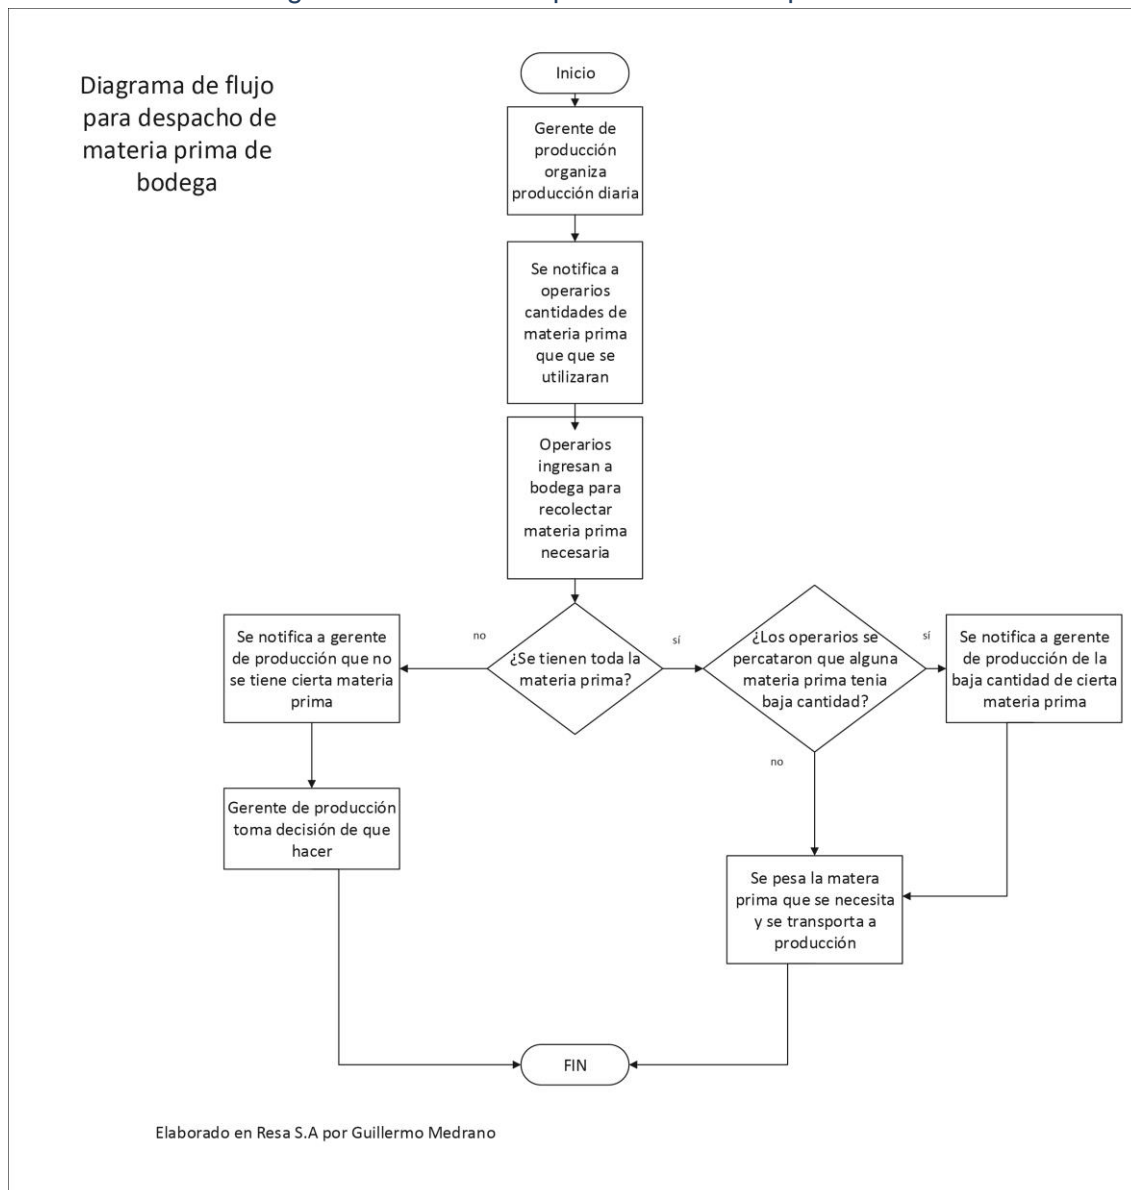 Diagrama de flujo
para despacho de
materia prima de
bodega
Inicio
Gerente de
producción
organiza
producción diaria
Se notifica a
operarios
cantidades de
materia prima
que que se
utilizaran
Operarios
ingresan a
bodega para
recolectar
materia prima
necesaria
¿Se tienen toda la
materia prima?
no
sí
Se notifica a gerente
de producción que no
se tiene cierta materia
prima
Gerente de producción
toma decisión de que
hacer
¿Los operarios se
percataron que alguna
materia prima tenia
baja cantidad?
sí
no
Se notifica a gerente
de producción de la
baja cantidad de cierta
materia prima
Se pesa la matera
prima que se necesita
y se transporta a
producción
FIN
Elaborado en Resa S.A por Guillermo Medrano